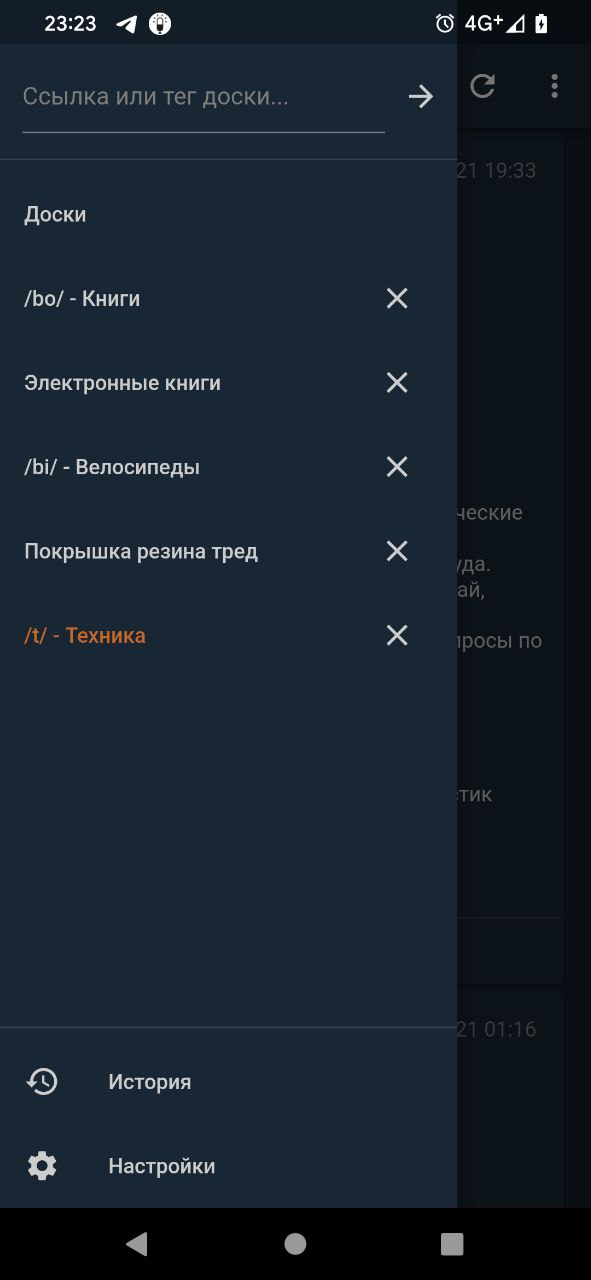 23:23
4G+
Ссылка или тег доски...
21 19:33
Доски
/bo/ - Книги
Электронные книги
/bi/ - Велосипеды
ческие
Покрышка резина тред
уда.
ай,
/t/ - Техника
просы по
стик
21 01:16
История
Настройки